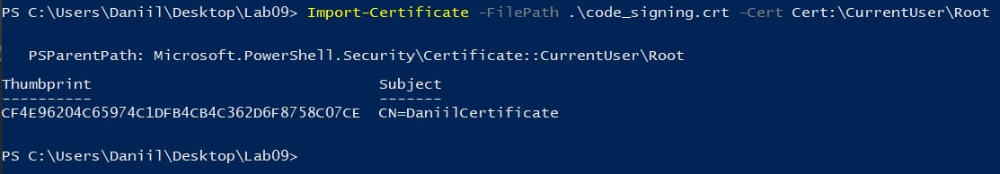 PS C:\Users\Daniil\Desktop\Lab09> Import-Certificate -FilePath .\code_signing.crt -Cert Cert:\CurrentUser\Root
PSParentPath: Microsoft.PowerShell.Security\Certificate::CurrentUser\Root
Thumbprint Subject
---------- -------
CF4E96204C65974C1DFB4CB4C362D6F8758C07CE CN=DaniilCertificate
PS C:\Users\Daniil\Desktop\Lab09>